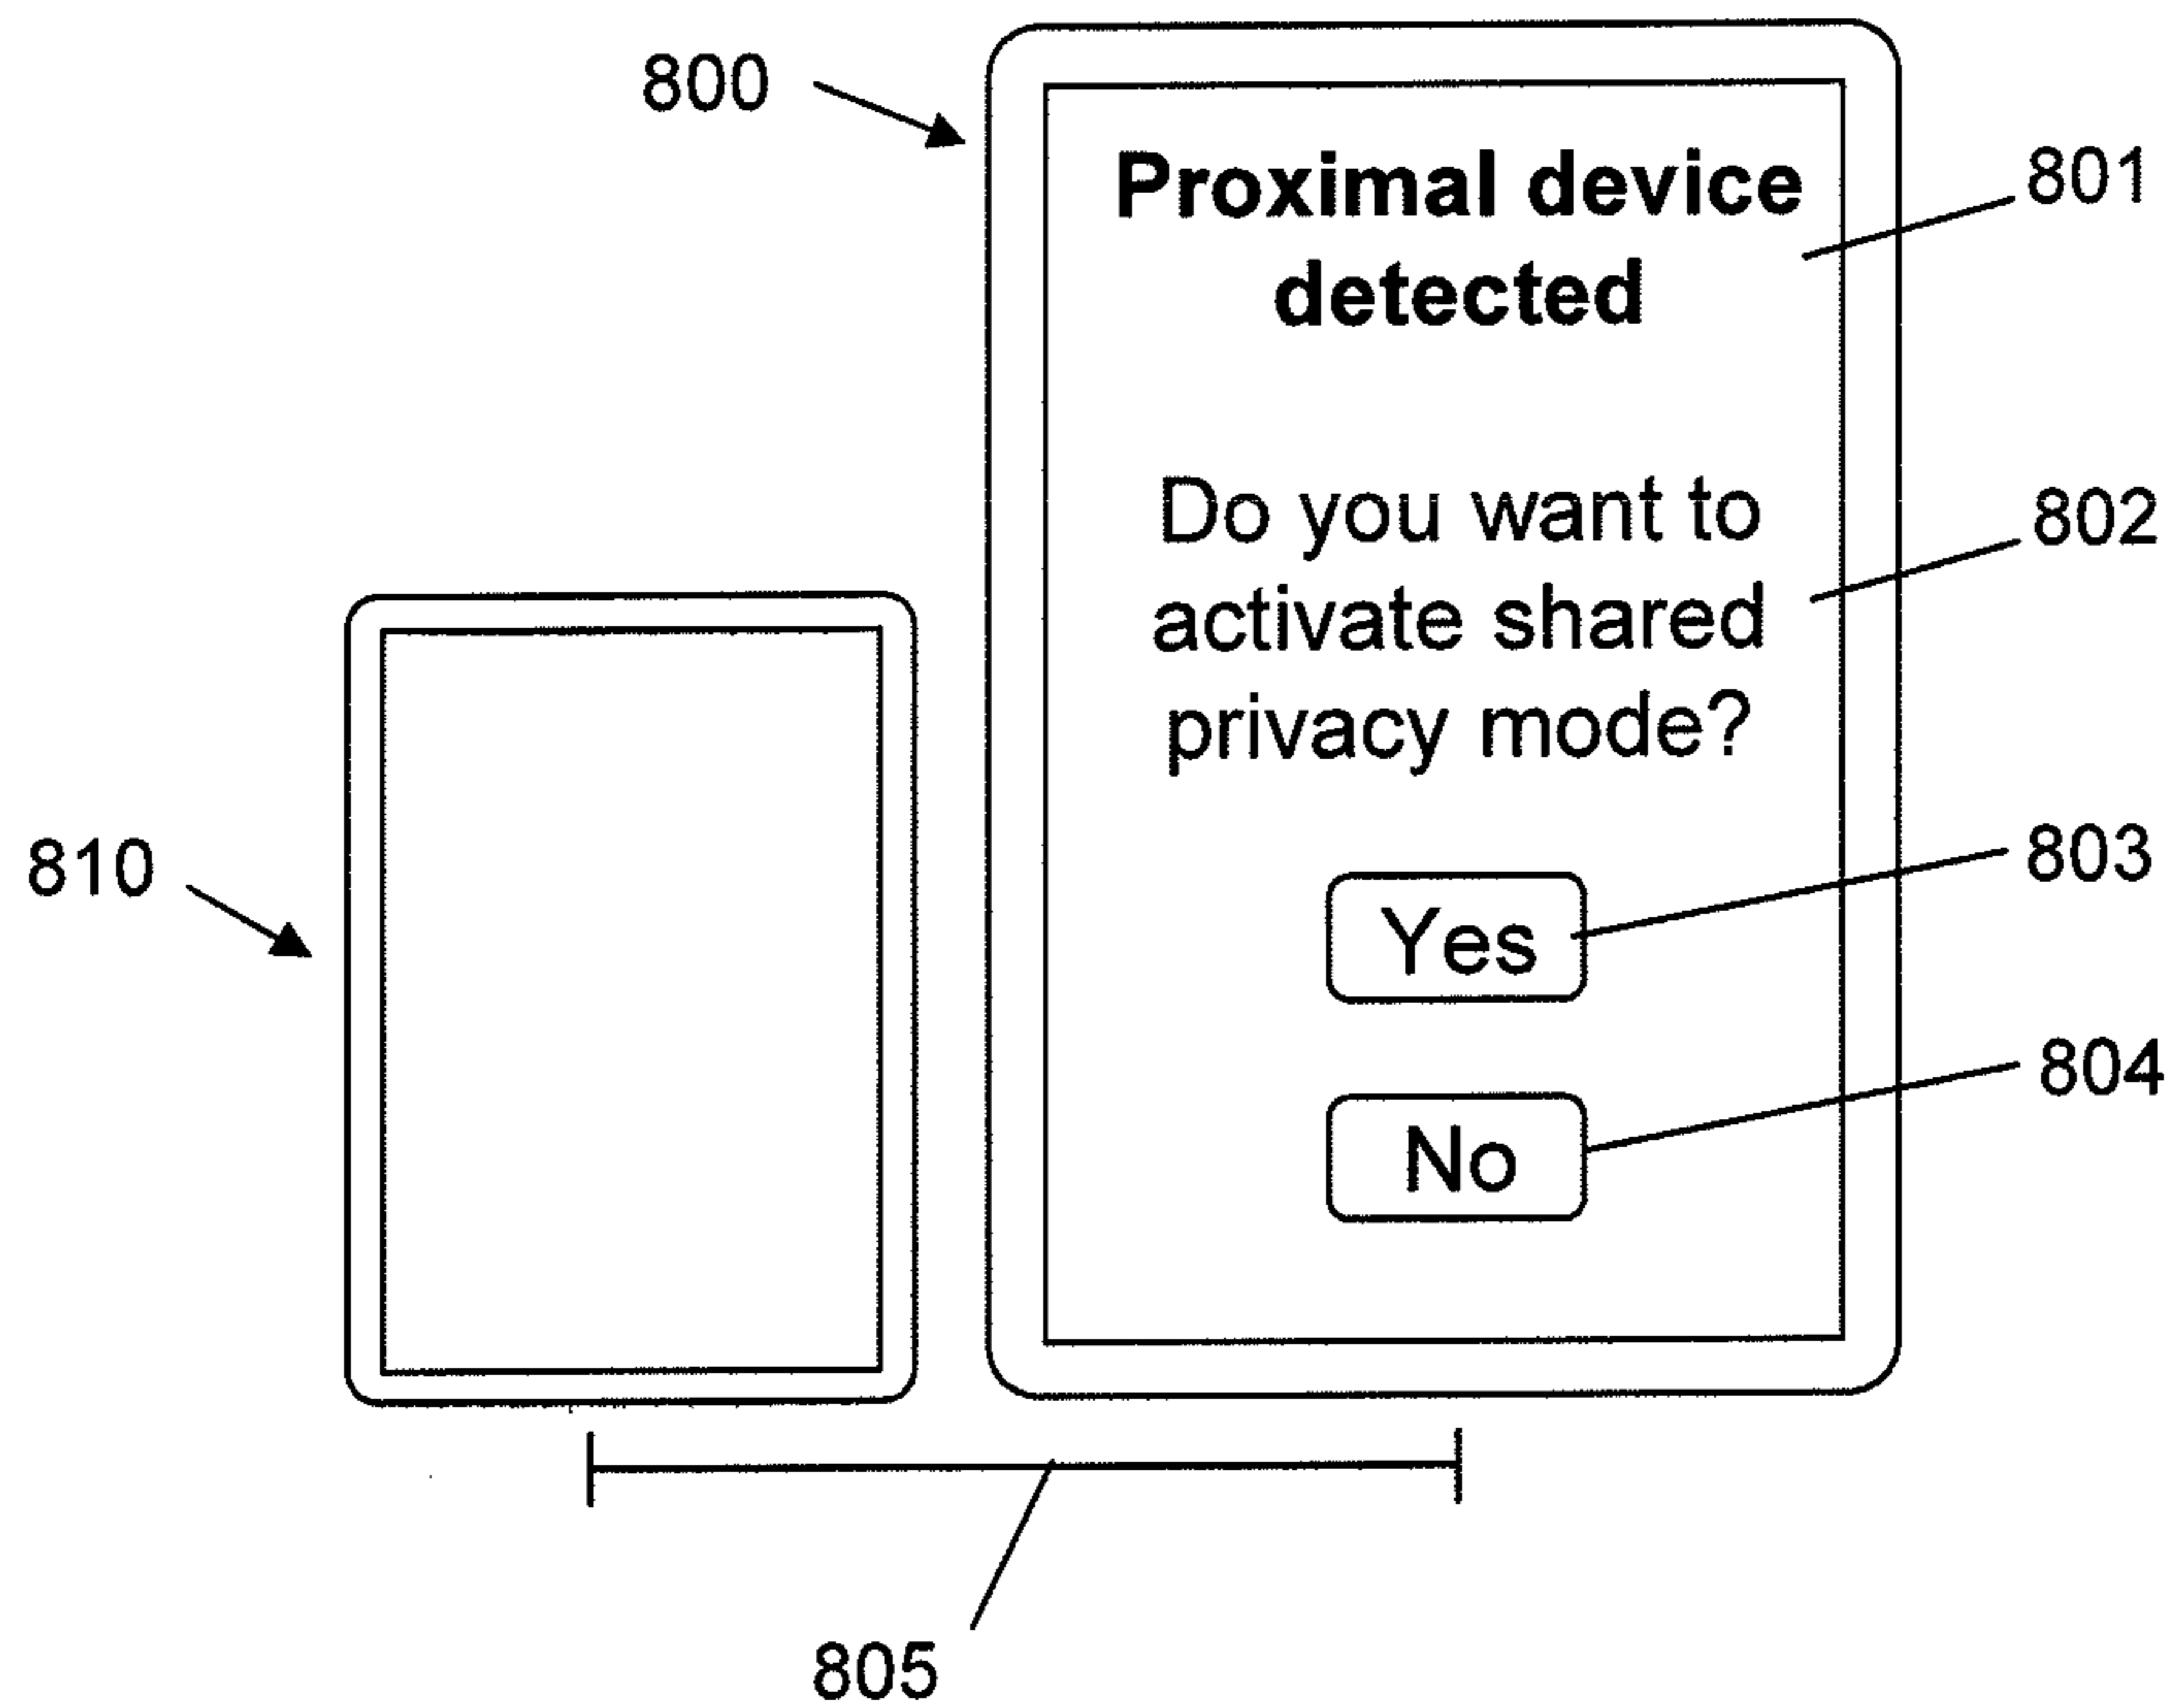 800
Proximal device
detected
801
Do you want to
activate shared
privacy mode?
802
810
Yes
803
No
804
805